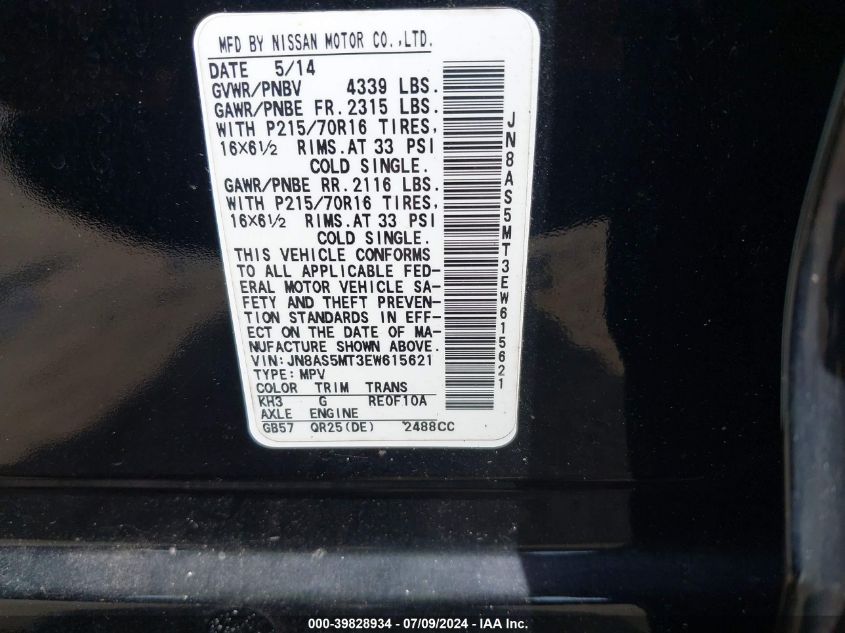 MFD BY NISSAN MOTOR CO.,LTD.
DATE 5/14
GVWR/PNBV 4339 LBS.
GAWR/PNBE FR. 2315 LBS.
WITH P215/70R16 TIRES,
16X6½ RIMS.AT 33 PSI
COLD SINGLE.
GAWR/PNBE RR. 2116 LBS.
WITH P215/70R16 TIRES,
16X6½ RIMS.AT 33 PSI
COLD SINGLE.
THIS VEHICLE CONFORMS
TO ALL APPLICABLE FED-
ERAL MOTOR VEHICLE SA-
FETY AND THEFT PREVEN-
TION STANDARDS IN EFF-
ECT ON THE DATE OF MA-
NUFACTURE SHOWN ABOVE.
VIN:JN8AS5MT3EW615621
TYPE: MPV
COLOR TRIM TRANS
KH3 G RE0F10A
AXLE ENGINE
GB57 QR25(DE) 2488CC
JN8AS5MT3EW615621
000-39828934 / 07/09/2024 - IAA Inc.